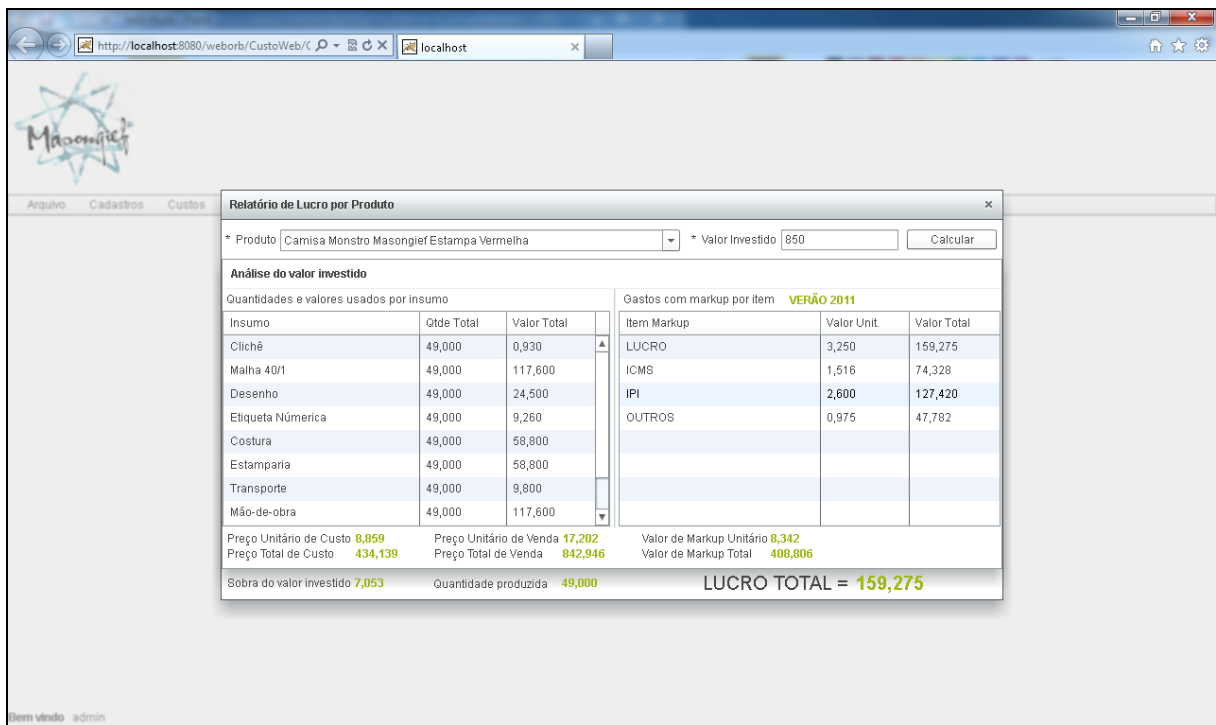 http://localhost:8080/weborb/CustoWeb/(
localhost
Masongief
Arquivo Cadastros Custos
Relatório de Lucro por Produto
* Produto Camisa Monstro Masongief Estampa Vermelha * Valor Investido 850 Calcular
Análise do valor investido
Quantidades e valores usados por insumo Gastos com markup por item VERÃO 2011
Insumo Qtde Total Valor Total Item Markup Valor Unit. Valor Total
Clichê 49,000 0,930 LUCRO 3,250 159,275
Malha 40/1 49,000 117,600 ICMS 1,516 74,328
Desenho 49,000 24,500 IPI 2,600 127,420
Etiqueta Númerica 49,000 9,260 OUTROS 0,975 47,782
Costura 49,000 58,800
Estamparia 49,000 58,800
Transporte 49,000 9,800
Mão-de-obra 49,000 117,600
Preço Unitário de Custo 8,859 Preço Unitário de Venda 17,202 Valor de Markup Unitário 8,342
Preço Total de Custo 434,139 Preço Total de Venda 842,946 Valor de Markup Total 408,806
Sobra do valor investido 7,053 Quantidade produzida 49,000 LUCRO TOTAL = 159,275
Bem vindo admin